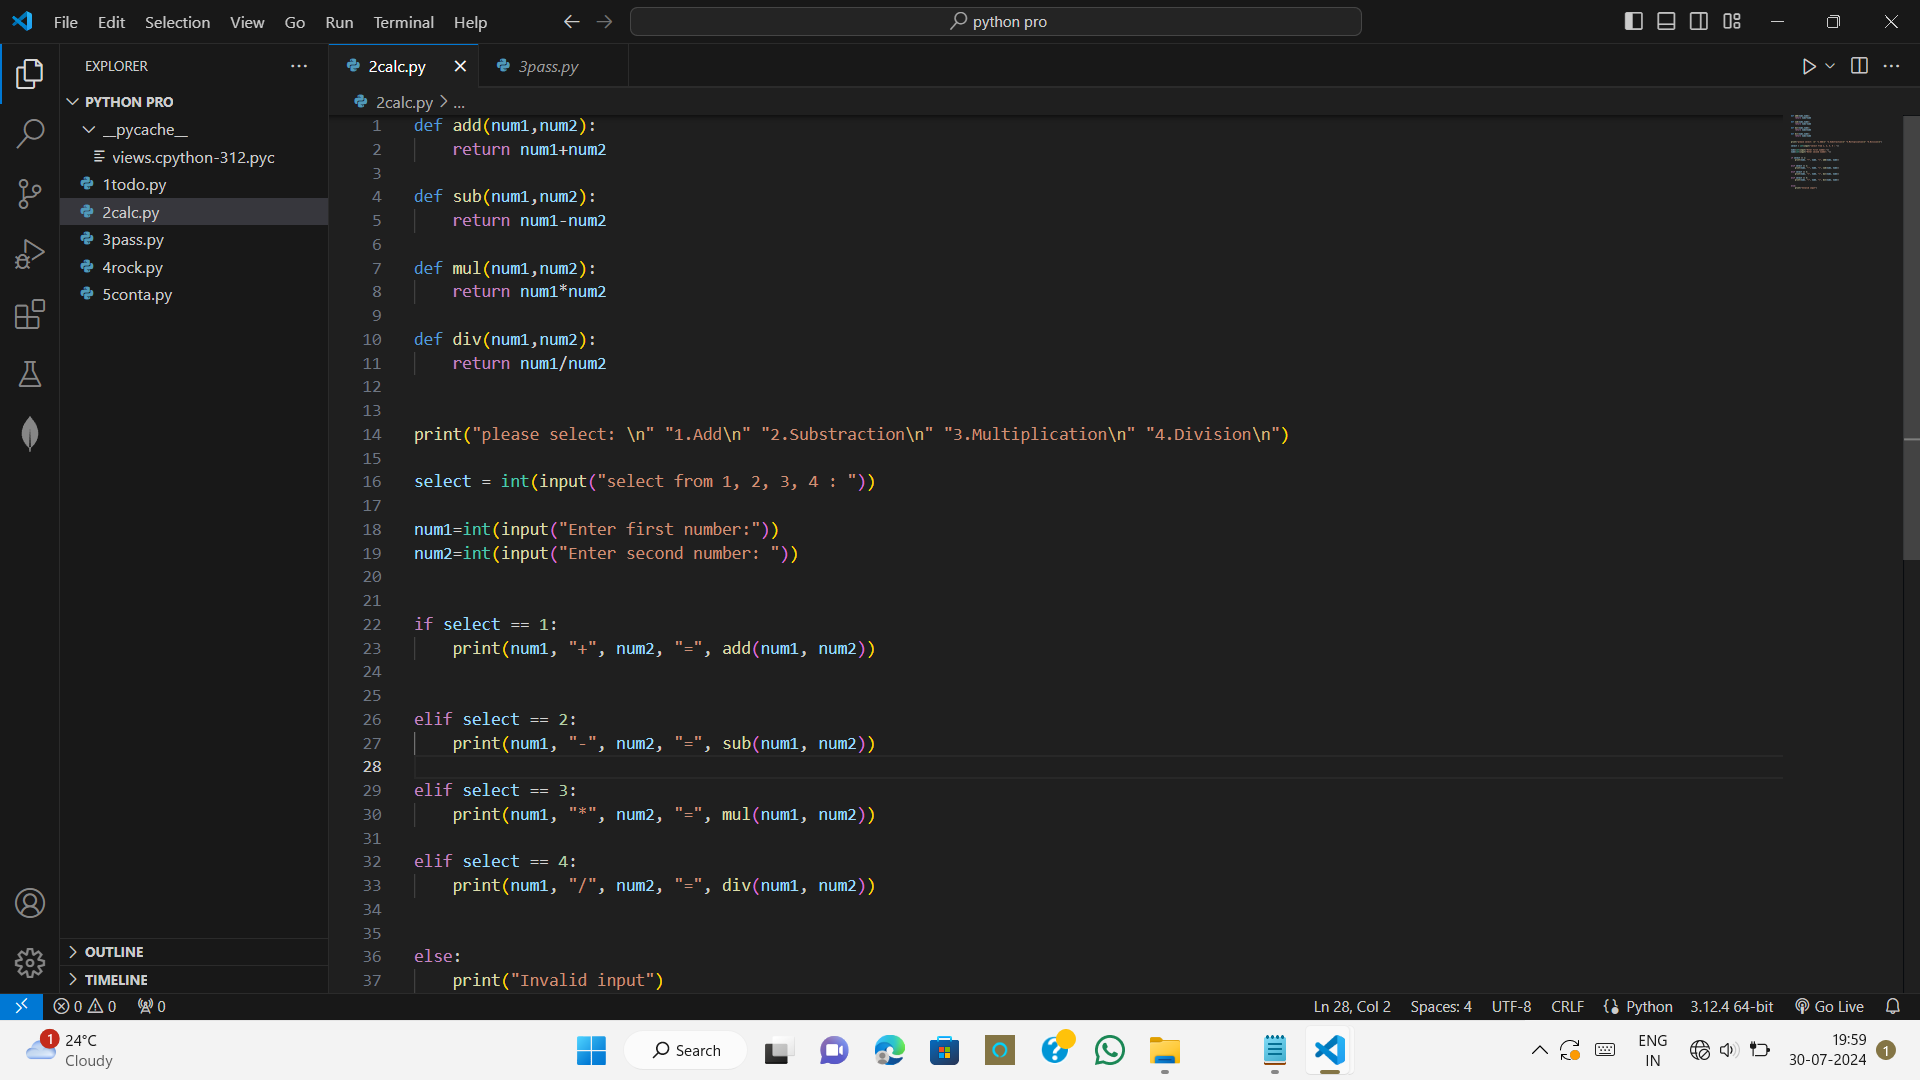 File Edit Selection View Go Run Terminal Help
python pro
EXPLORER
PYTHON PRO
__pycache__
views.cpython-312.pyc
1todo.py
2calc.py
3pass.py
4rock.py
5conta.py
OUTLINE
TIMELINE
2calc.py
3pass.py
2calc.py > ...
1 def add(num1,num2):
2     return num1+num2
3
4 def sub(num1,num2):
5     return num1-num2
6
7 def mul(num1,num2):
8     return num1*num2
9
10 def div(num1,num2):
11     return num1/num2
12
13
14 print("please select: \n" "1.Add\n" "2.Substraction\n" "3.Multiplication\n" "4.Division\n")
15
16 select = int(input("select from 1, 2, 3, 4 : "))
17
18 num1=int(input("Enter first number:"))
19 num2=int(input("Enter second number: "))
20
21
22 if select == 1:
23     print(num1, "+", num2, "=", add(num1, num2))
24
25
26 elif select == 2:
27     print(num1, "-", num2, "=", sub(num1, num2))
28
29 elif select == 3:
30     print(num1, "*", num2, "=", mul(num1, num2))
31
32 elif select == 4:
33     print(num1, "/", num2, "=", div(num1, num2))
34
35
36 else:
37     print("Invalid input")
0 0 0 Ln 28, Col 2 Spaces: 4 UTF-8 CRLF Python 3.12.4 64-bit Go Live
1
24°C
Cloudy
Search
ENG
IN
19:59
30-07-2024
1